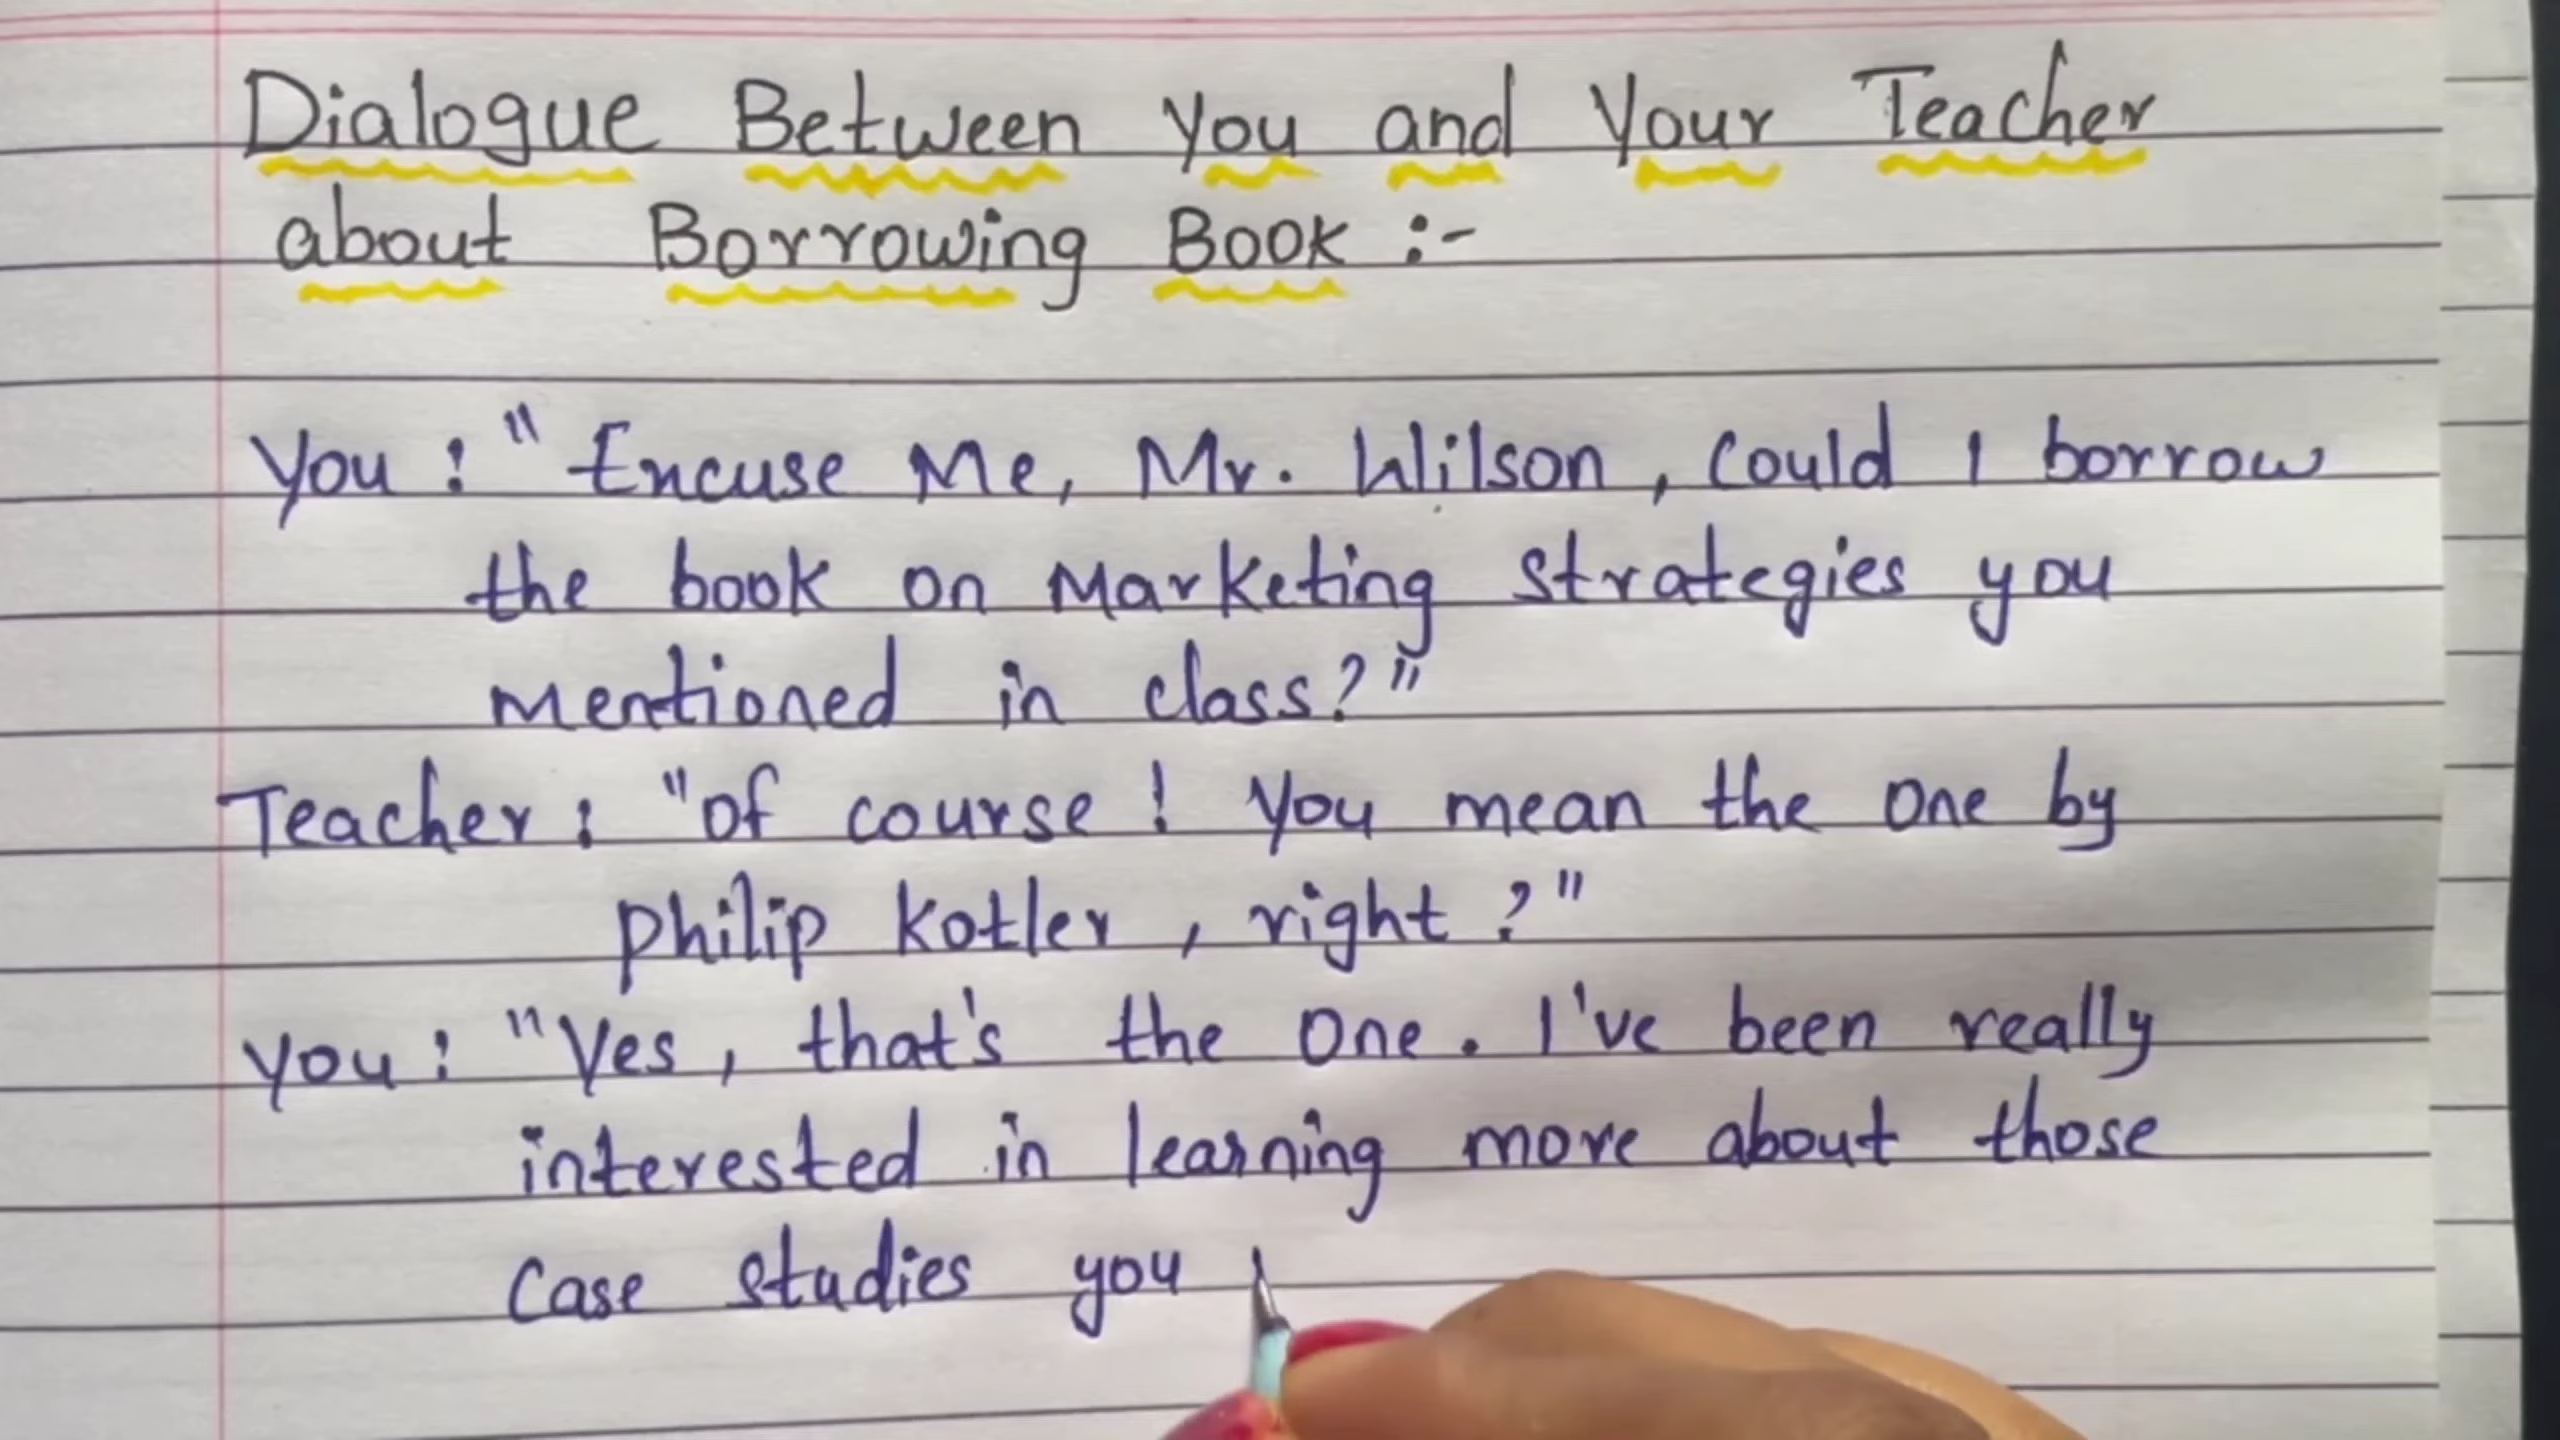 Dialogue Between You and Your Teacher
about Borrowing Book :-
You : "Excuse Me, Mr. Wilson, Could I borrow
the book on Marketing strategies you
mentioned in class?"
Teacher : "Of course ! You mean the one by
Philip Kotler, right ?"
You : "Yes, that's the One. I've been really
interested in learning more about those
Case studies you